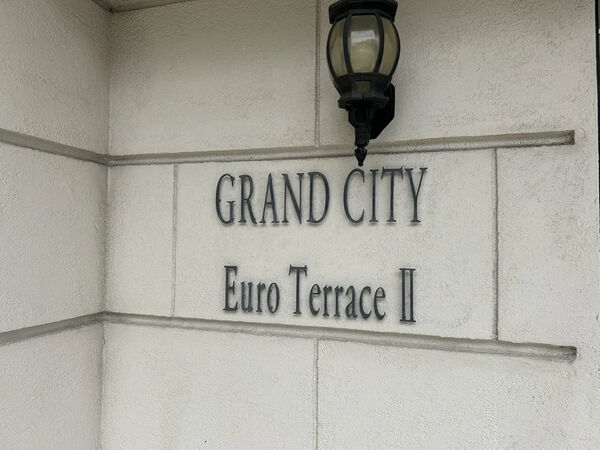 GRAND CITY
Euro Terrace Ⅱ